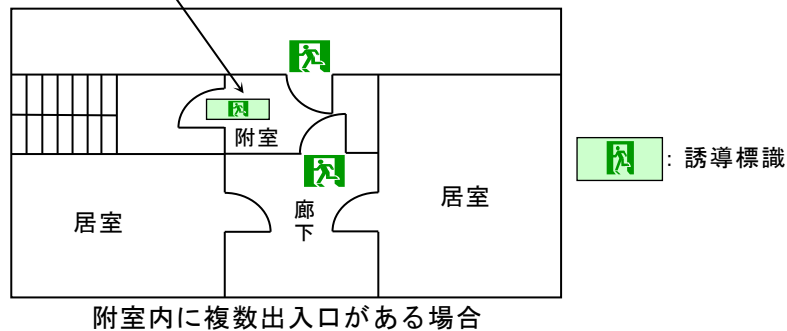 附室
: 誘導標識
居室
廊下
居室
附室内に複数出入口がある場合